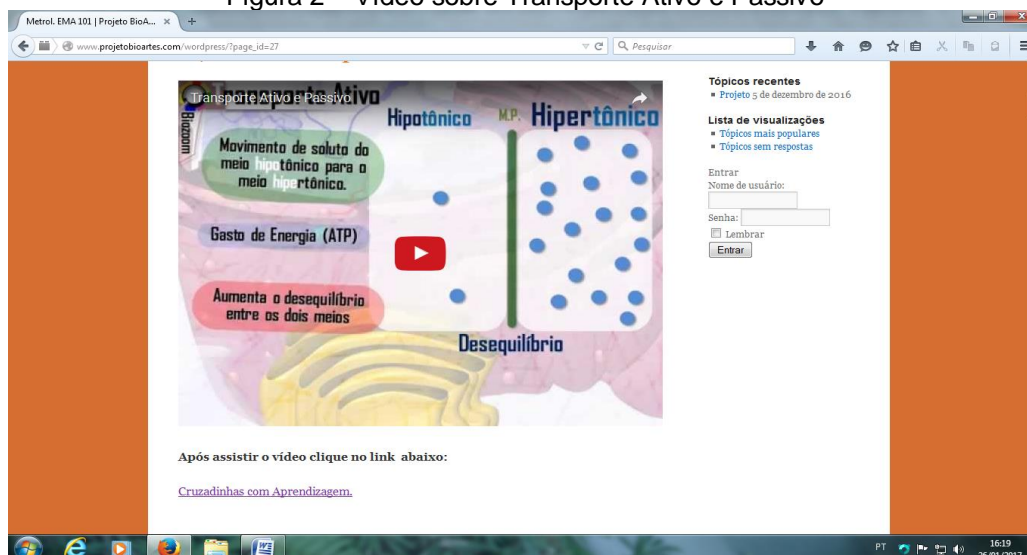 Figura 2 – Vídeo sobre Transporte Ativo e Passivo
Metrol. EMA 101 | Projeto BioA...
www.projetobioartes.com/wordpress/?page_id=27
Pesquisar
Transporte Ativo
Transporte Ativo e Passivo
Biozoom
Hipotônico
M.P.
Hipertônico
Movimento de soluto do
meio hipotônico para o
meio hipertônico.
Gasto de Energia (ATP)
Aumenta o desequilíbrio
entre os dois meios
Desequilíbrio
Após assistir o vídeo clique no link abaixo:
Cruzadinhas com Aprendizagem.
Tópicos recentes
Projeto 5 de dezembro de 2016
Lista de visualizações
Tópicos mais populares
Tópicos sem respostas
Entrar
Nome de usuário:
Senha:
Lembrar
Entrar
PT
16:19
26/01/2017